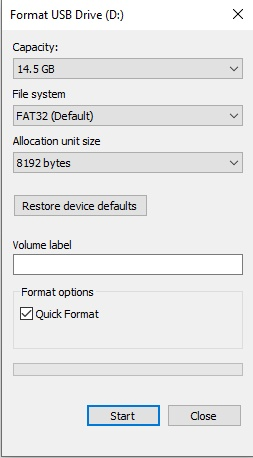 Format USB Drive (D:)
Capacity:
14.5 GB
File system
FAT32 (Default)
Allocation unit size
8192 bytes
Restore device defaults
Volume label
Format options
Quick Format
Start
Close